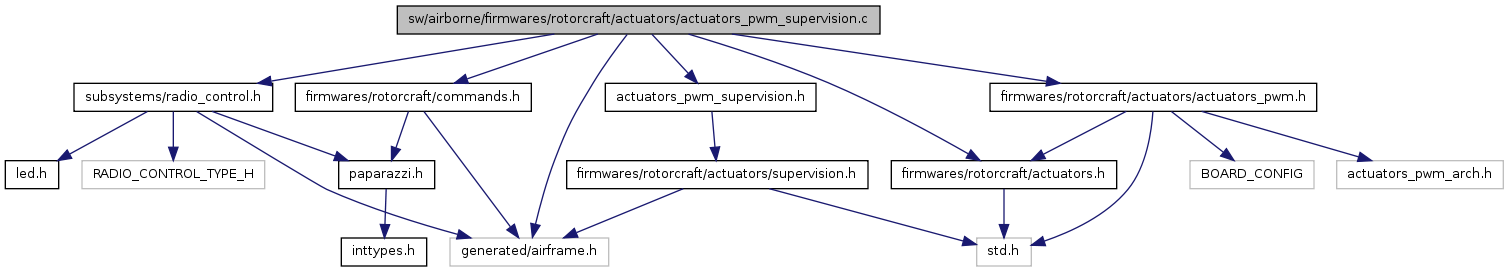 sw/airborne/firmwares/rotorcraft/actuators/actuators_pwm_supervision.c
subsystems/radio_control.h
firmwares/rotorcraft/commands.h
actuators_pwm_supervision.h
firmwares/rotorcraft/actuators/actuators_pwm.h
led.h
RADIO_CONTROL_TYPE_H
paparazzi.h
firmwares/rotorcraft/actuators/supervision.h
firmwares/rotorcraft/actuators.h
BOARD_CONFIG
actuators_pwm_arch.h
inttypes.h
generated/airframe.h
std.h